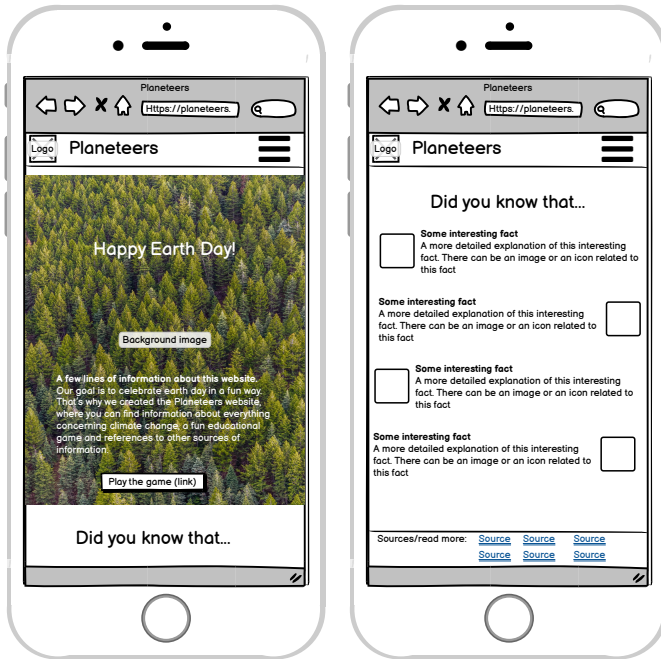 Planeteers
Https://planeteers.
Logo
Planeteers
Happy Earth Day!
Background image
A few lines of information about this website.
Our goal is to celebrate earth day in a fun way.
That's why we created the Planeteers website,
where you can find information about everything
concerning climate change, a fun educational
game and references to other sources of
information.
Play the game (link)
Did you know that...
Planeteers
Https://planeteers.
Logo
Planeteers
Did you know that...
Some interesting fact
A more detailed explanation of this interesting
fact. There can be an image or an icon related to
this fact
Some interesting fact
A more detailed explanation of this interesting
fact. There can be an image or an icon related to
this fact
Some interesting fact
A more detailed explanation of this interesting
fact. There can be an image or an icon related to
this fact
Some interesting fact
A more detailed explanation of this interesting
fact. There can be an image or an icon related to
this fact
Sources/read more: Source Source Source
Source Source Source